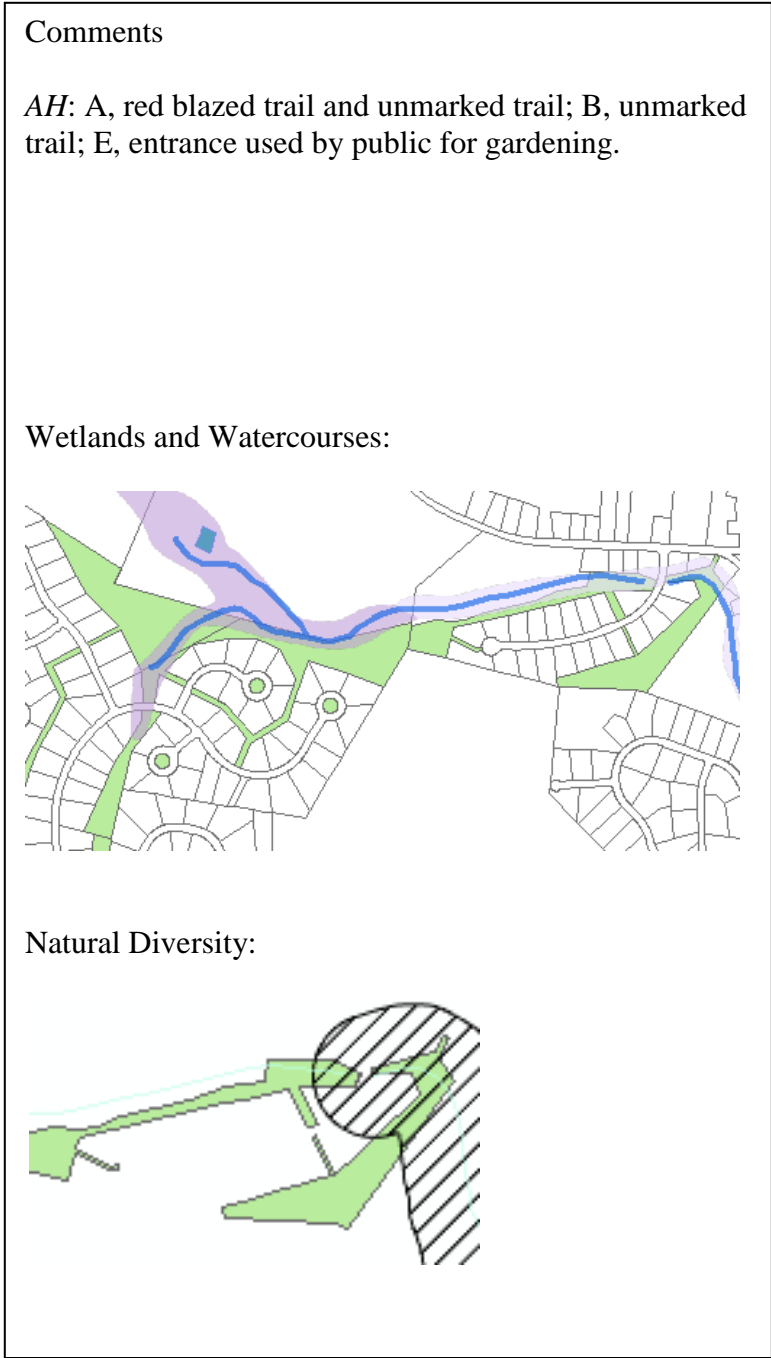 Comments
AH: A, red blazed trail and unmarked trail; B, unmarked
trail; E, entrance used by public for gardening.
Wetlands and Watercourses:
Natural Diversity: